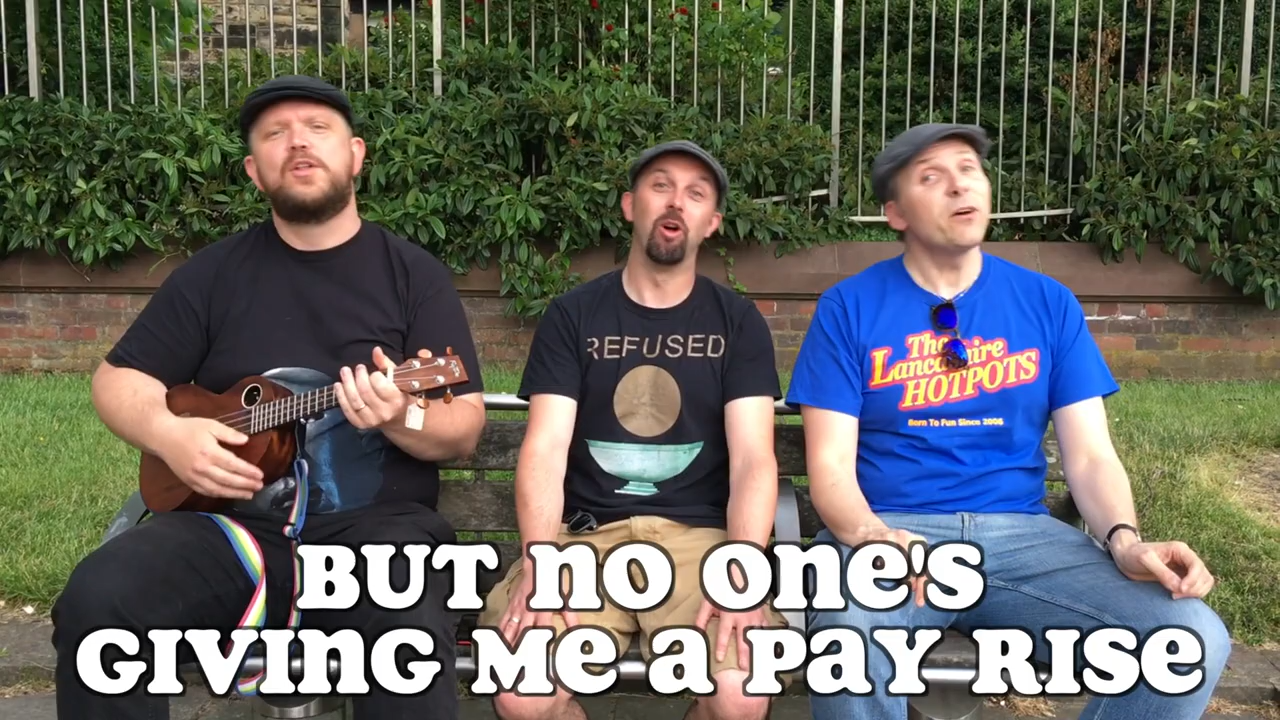 REFUSED
The Lancashire
HOTPOTS
Born To Fun Since 2006
BUT NO ONE'S
GIVING ME A PAY RISE